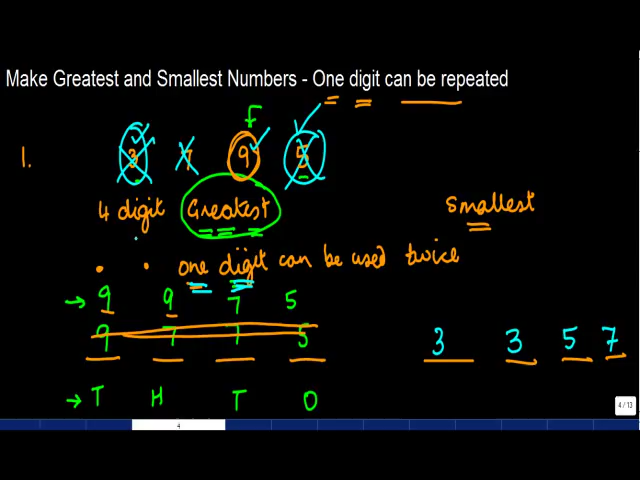 Make Greatest and Smallest Numbers - One digit can be repeated
F
1. 3 7 9 5
4 digit Greatest Smallest
one digit can be used twice
→ 9 9 7 5
9 7 7 5
3 3 5 7
→ T H T O
4 / 13
4